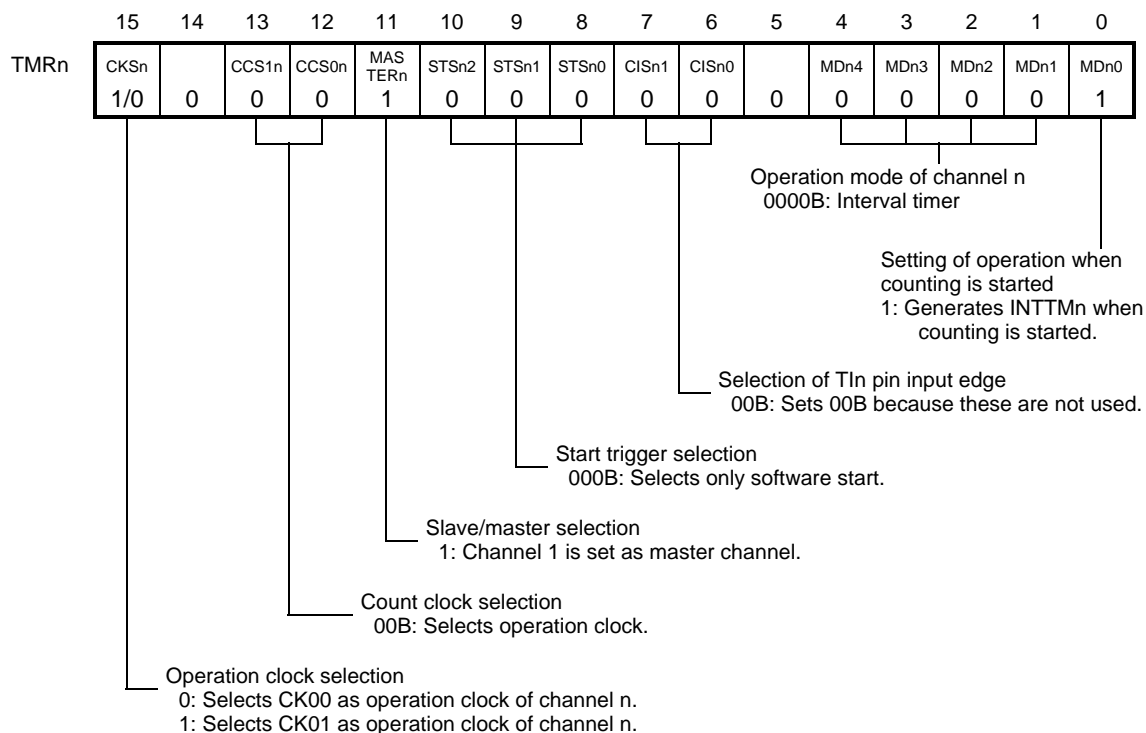 15 14 13 12 11 10 9 8 7 6 5 4 3 2 1 0
TMRn CKSn CCS1n CCS0n MAS TERn STSn2 STSn1 STSn0 CISn1 CISn0 MDn4 MDn3 MDn2 MDn1 MDn0
1/0 0 0 0 1 0 0 0 0 0 0 0 0 0 0 1
Operation mode of channel n
0000B: Interval timer
Setting of operation when
counting is started
1: Generates INTTMn when
counting is started.
Selection of TIn pin input edge
00B: Sets 00B because these are not used.
Start trigger selection
000B: Selects only software start.
Slave/master selection
1: Channel 1 is set as master channel.
Count clock selection
00B: Selects operation clock.
Operation clock selection
0: Selects CK00 as operation clock of channel n.
1: Selects CK01 as operation clock of channel n.